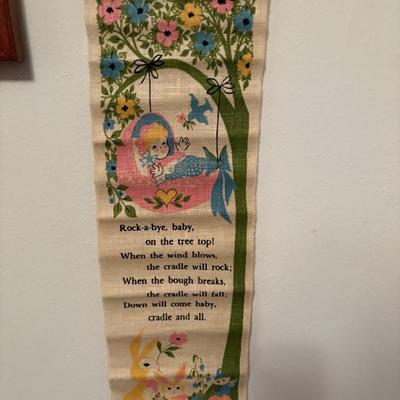 Rock-a-bye, baby,
on the tree top!
When the wind blows,
the cradle will rock;
When the bough breaks,
the cradle will fall;
Down will come baby,
cradle and all.